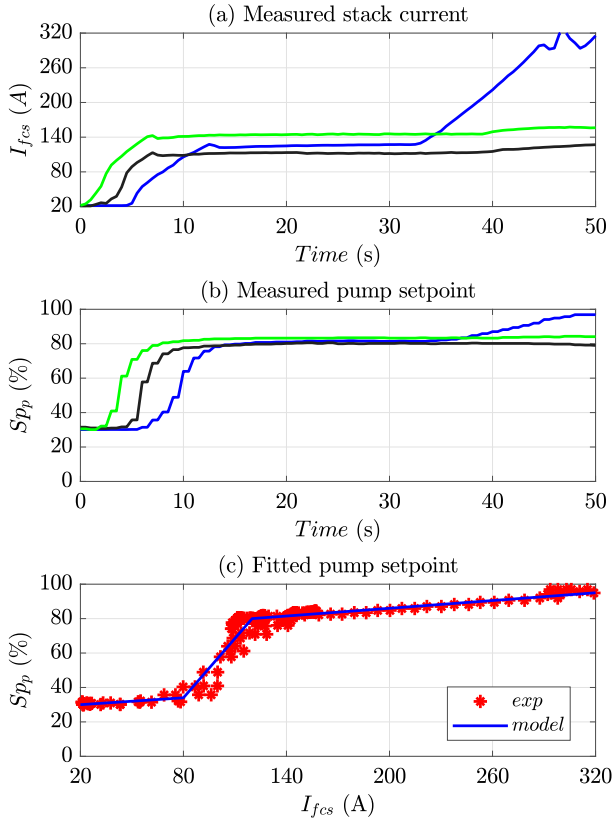 (a) Measured stack current
320
260
200
140
80
20
I_fcs (A)
0 10 20 30 40 50
Time (s)
(b) Measured pump setpoint
100
80
60
40
20
0
Sp_p (%)
0 10 20 30 40 50
Time (s)
(c) Fitted pump setpoint
100
80
60
40
20
0
Sp_p (%)
exp
model
20 80 140 200 260 320
I_fcs (A)